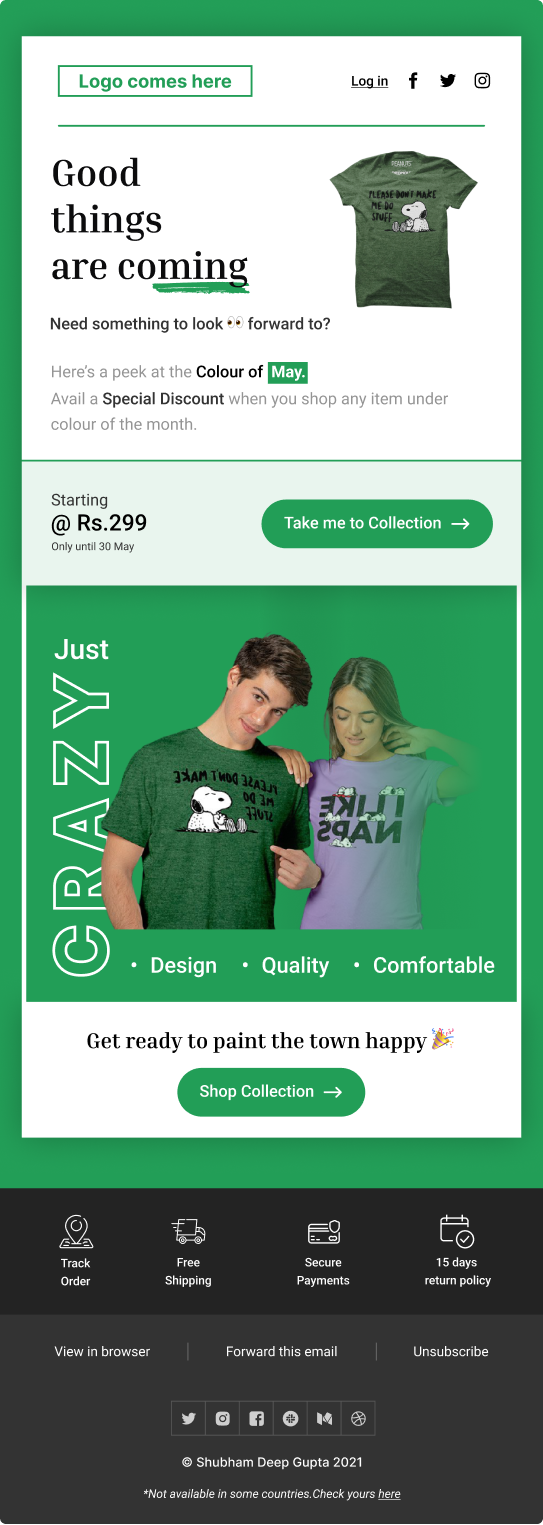 Logo comes here
Log in
Good
things
are coming
PEANUTS
PLEASE DON'T MAKE
ME DO
STUFF
Need something to look 👀 forward to?
Here's a peek at the Colour of May.
Avail a Special Discount when you shop any item under
colour of the month.
Starting
@ Rs.299
Only until 30 May
Take me to Collection →
Just
CRAZY
PLEASE DON'T MAKE
ME DO
STUFF
I LIKE
NAPS
• Design • Quality • Comfortable
Get ready to paint the town happy 🎉
Shop Collection →
Track
Order
Free
Shipping
Secure
Payments
15 days
return policy
View in browser
Forward this email
Unsubscribe
© Shubham Deep Gupta 2021
*Not available in some countries.Check yours here